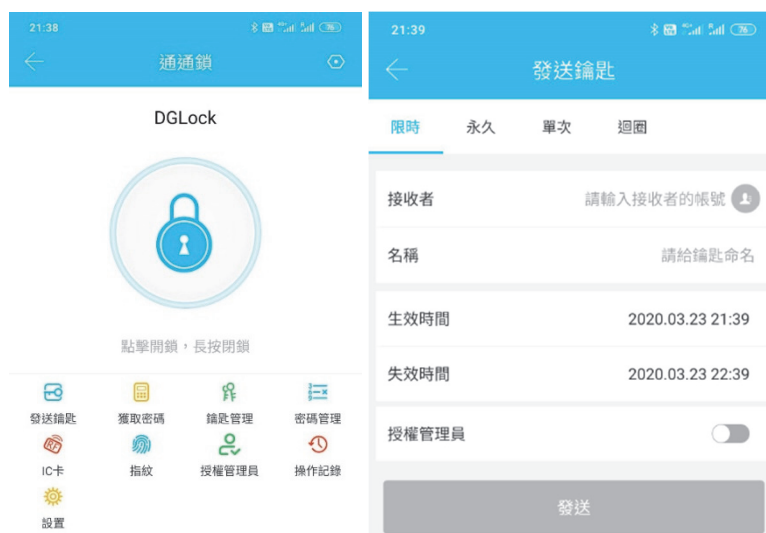 21:38
76
通通鎖
DGLock
點擊開鎖，長按閉鎖
發送鑰匙 獲取密碼 鑰匙管理 密碼管理
IC卡 指紋 授權管理員 操作記錄
設置
21:39
76
發送鑰匙
限時 永久 單次 迴圈
接收者 請輸入接收者的帳號
名稱 請給鑰匙命名
生效時間 2020.03.23 21:39
失效時間 2020.03.23 22:39
授權管理員
發送